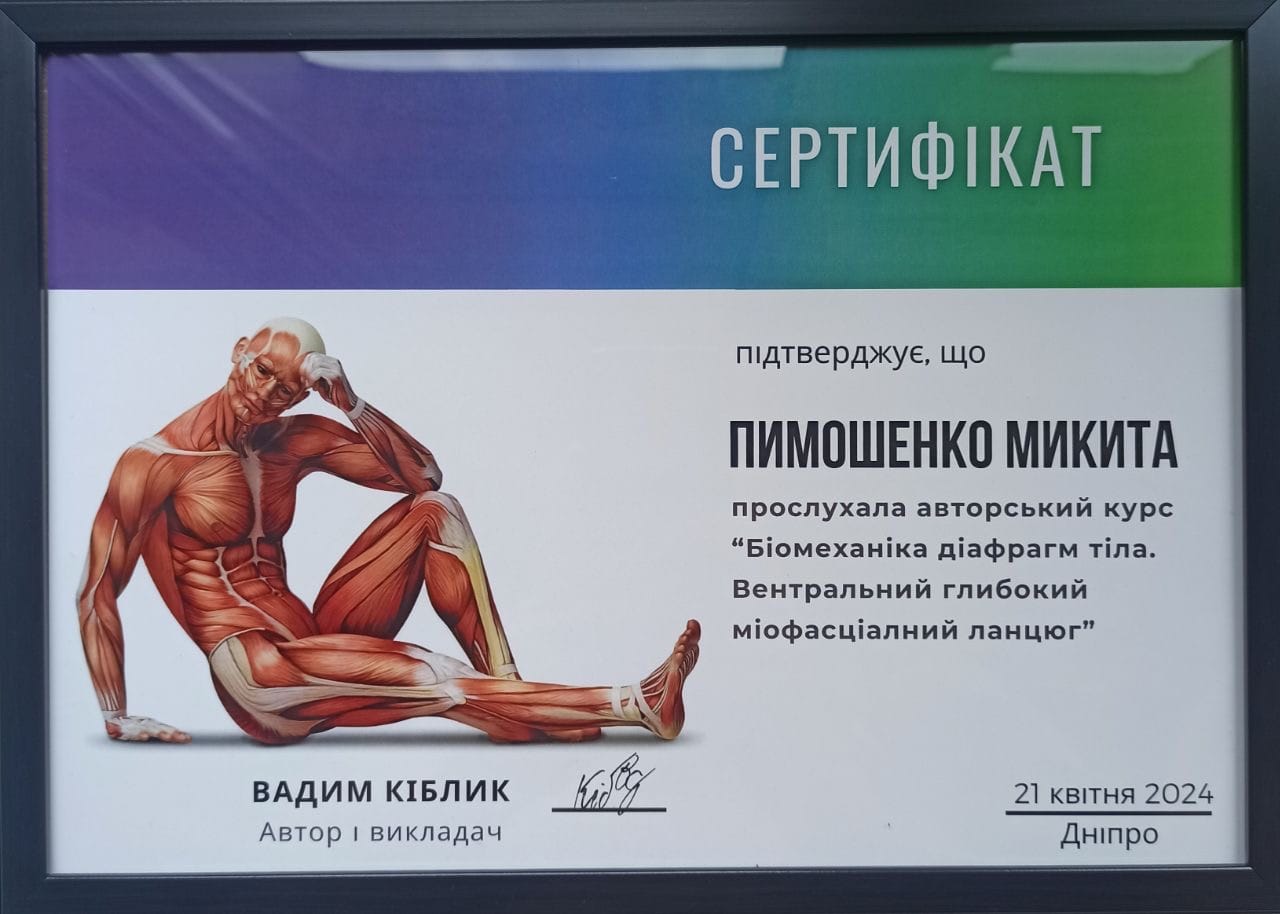 СЕРТИФІКАТ
підтверджує, що
ПИМОШЕНКО МИКИТА
прослухала авторський курс
“Біомеханіка діафрагм тіла.
Вентральний глибокий
міофасціалний ланцюг”
ВАДИМ КІБЛИК
Автор і викладач
21 квітня 2024
Дніпро